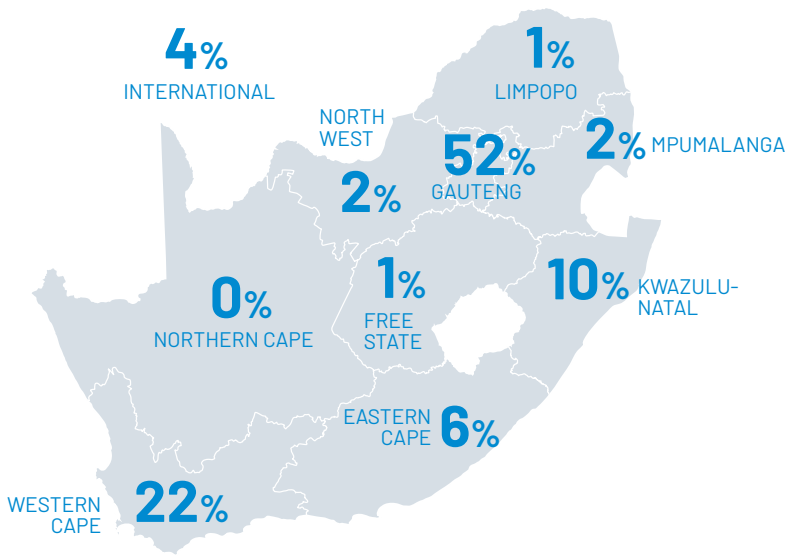 4%
INTERNATIONAL
1%
LIMPOPO
NORTH
WEST
2%
52%
GAUTENG
2% MPUMALANGA
0%
NORTHERN CAPE
1%
FREE
STATE
10% KWAZULU-
NATAL
EASTERN
CAPE 6%
WESTERN
CAPE
22%